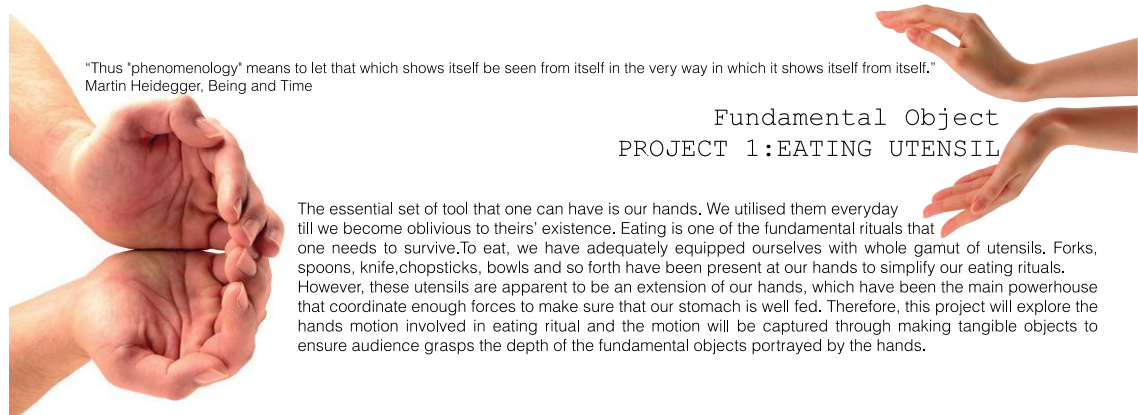 “Thus "phenomenology" means to let that which shows itself be seen from itself in the very way in which it shows itself from itself.”
Martin Heidegger, Being and Time
Fundamental Object
PROJECT 1:EATING UTENSIL
The essential set of tool that one can have is our hands. We utilised them everyday
till we become oblivious to theirs’ existence. Eating is one of the fundamental rituals that
one needs to survive.To eat, we have adequately equipped ourselves with whole gamut of utensils. Forks,
spoons, knife,chopsticks, bowls and so forth have been present at our hands to simplify our eating rituals.
However, these utensils are apparent to be an extension of our hands, which have been the main powerhouse
that coordinate enough forces to make sure that our stomach is well fed. Therefore, this project will explore the
hands motion involved in eating ritual and the motion will be captured through making tangible objects to
ensure audience grasps the depth of the fundamental objects portrayed by the hands.